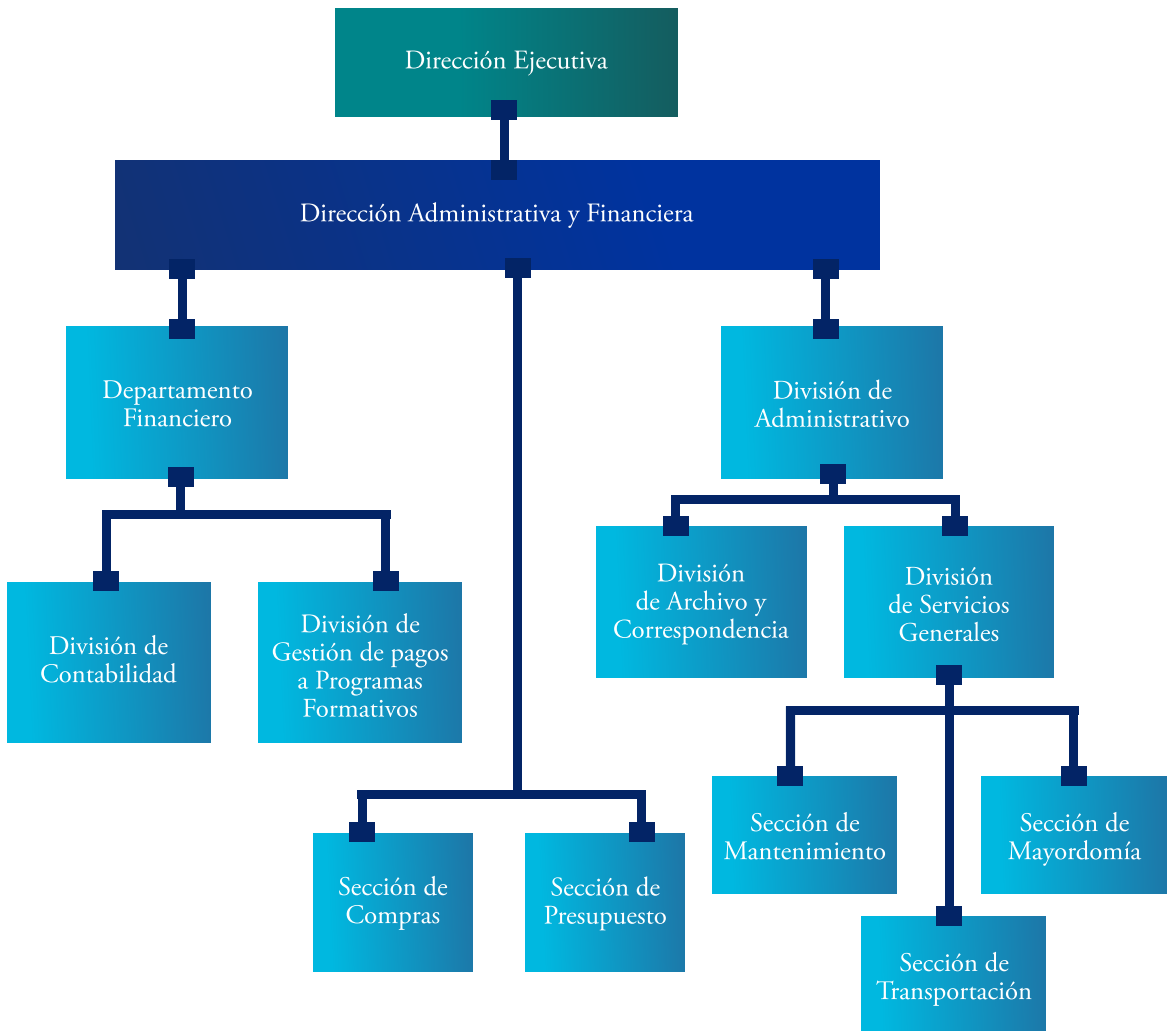 Dirección Ejecutiva
Dirección Administrativa y Financiera
Departamento
Financiero
División de
Administrativo
División de
Contabilidad
División de
Gestión de pagos
a Programas
Formativos
División
de Archivo y
Correspondencia
División
de Servicios
Generales
Sección de
Compras
Sección de
Presupuesto
Sección de
Mantenimiento
Sección de
Mayordomía
Sección de
Transportación